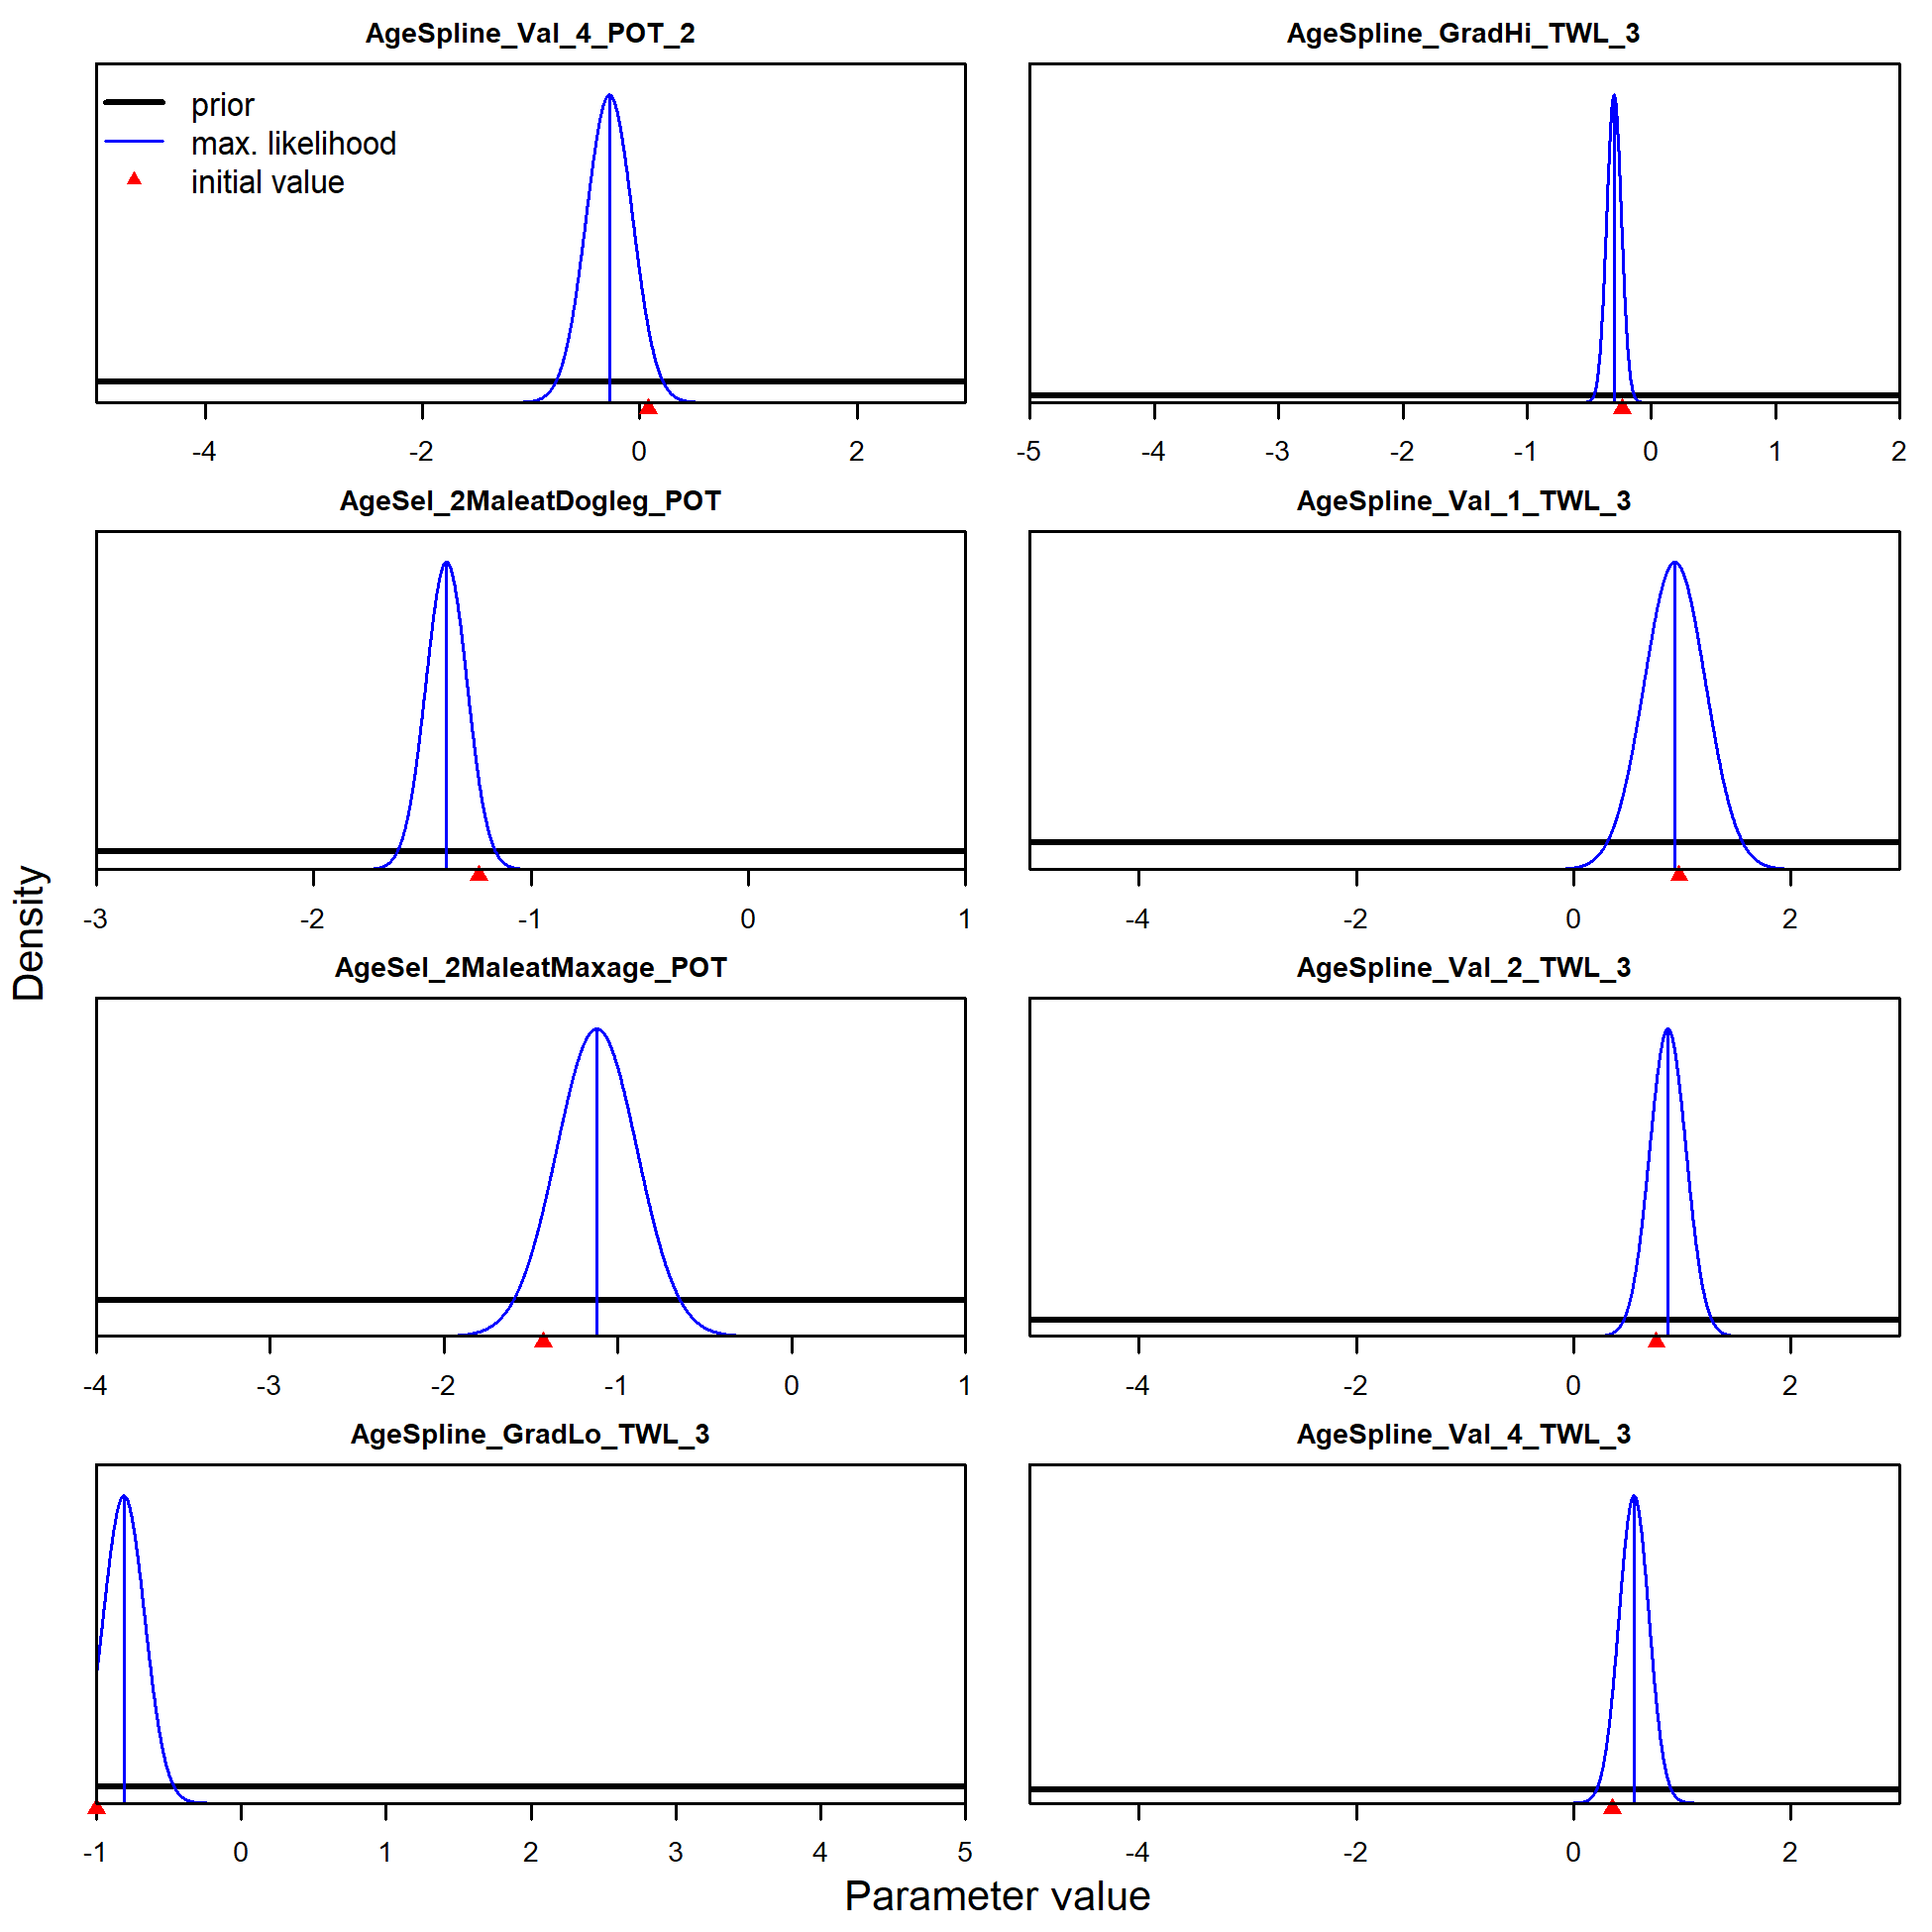 AgeSpline_Val_4_POT_2
prior
max. likelihood
initial value
-4 -2 0 2
AgeSpline_GradHi_TWL_3
-5 -4 -3 -2 -1 0 1 2
AgeSel_2MaleatDogleg_POT
-3 -2 -1 0 1
AgeSpline_Val_1_TWL_3
-4 -2 0 2
AgeSel_2MaleatMaxage_POT
-4 -3 -2 -1 0 1
AgeSpline_Val_2_TWL_3
-4 -2 0 2
AgeSpline_GradLo_TWL_3
-1 0 1 2 3 4 5
AgeSpline_Val_4_TWL_3
-4 -2 0 2
Density
Parameter value